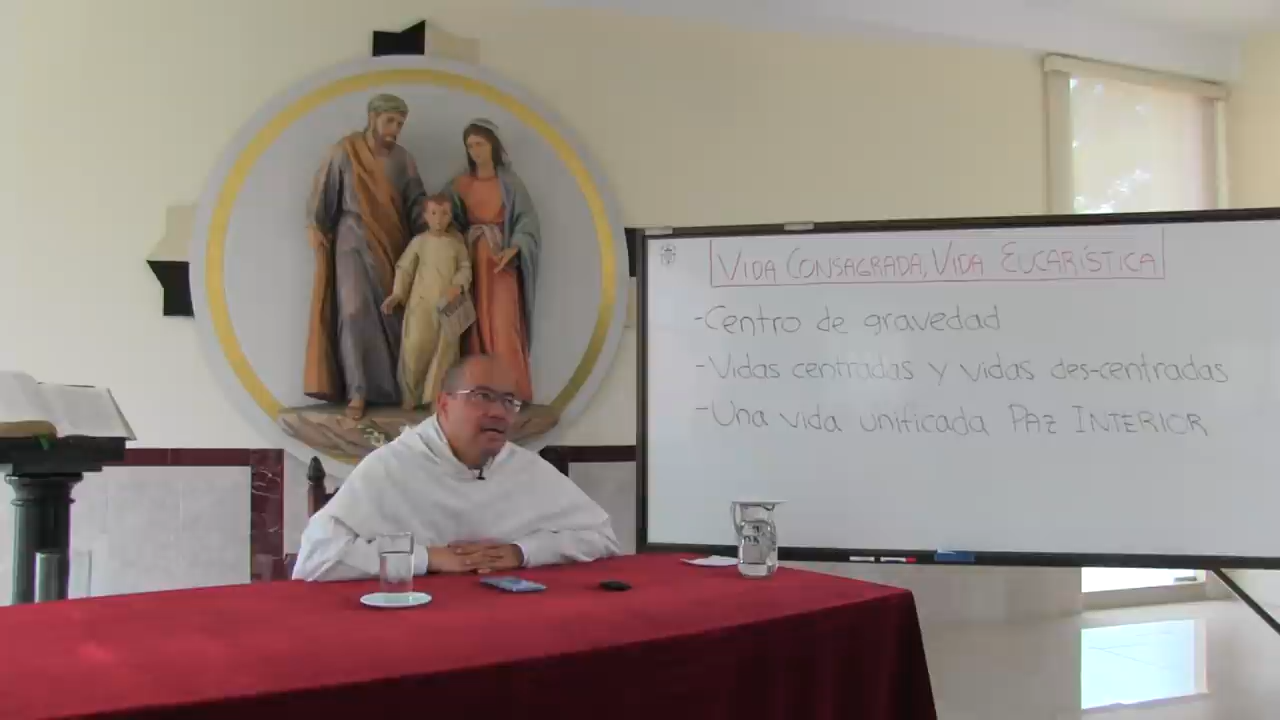 VIDA CONSAGRADA, VIDA EUCARÍSTICA
-Centro de gravedad
-Vidas centradas y vidas des-centradas
-Una vida unificada PAZ INTERIOR